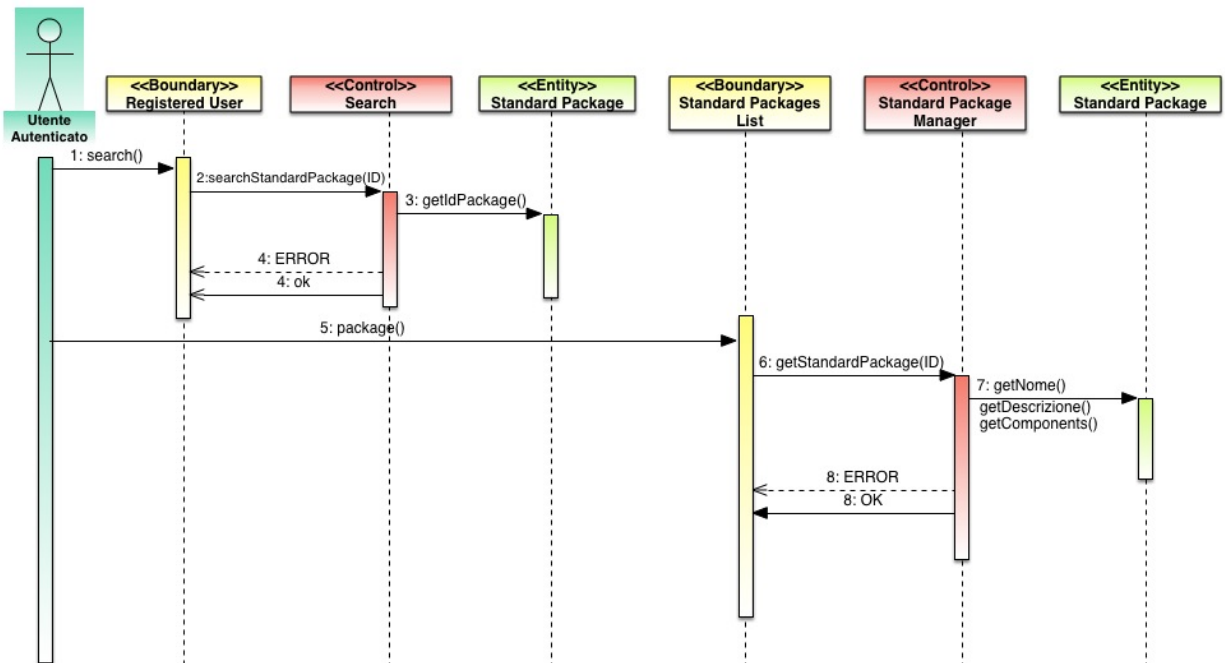 <<Boundary>>
Registered User
<<Control>>
Search
<<Entity>>
Standard Package
<<Boundary>>
Standard Packages
List
<<Control>>
Standard Package
Manager
<<Entity>>
Standard Package
Utente
Autenticato
1: search()
2:searchStandardPackage(ID)
3: getIdPackage()
4: ERROR
4: ok
5: package()
6: getStandardPackage(ID)
7: getNome()
getDescrizione()
getComponents()
8: ERROR
8: OK